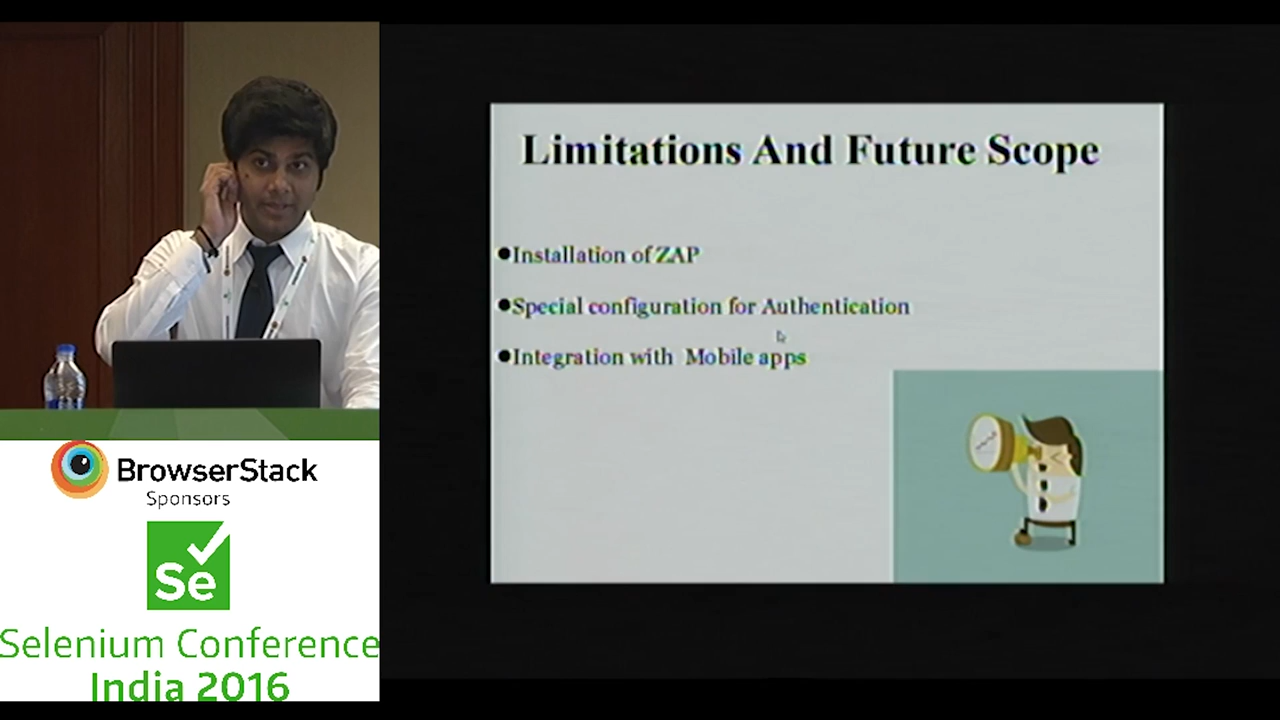 Limitations And Future Scope
●Installation of ZAP
●Special configuration for Authentication
●Integration with Mobile apps
BrowserStack
Sponsors
Se
Selenium Conference
India 2016